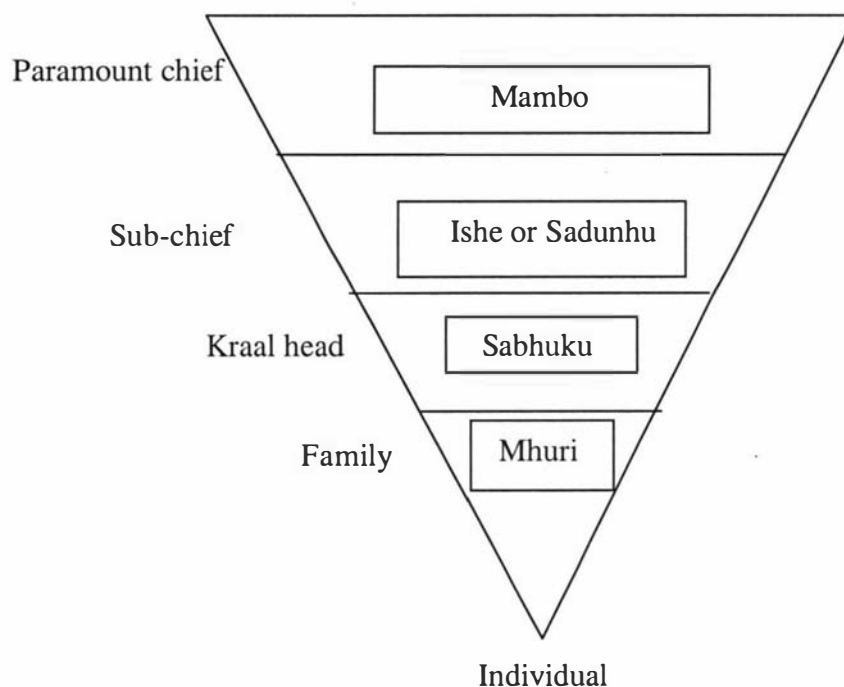 Paramount chief
Mambo
Sub-chief
Ishe or Sadunhu
Kraal head
Sabhuku
Family
Mhuri
Individual